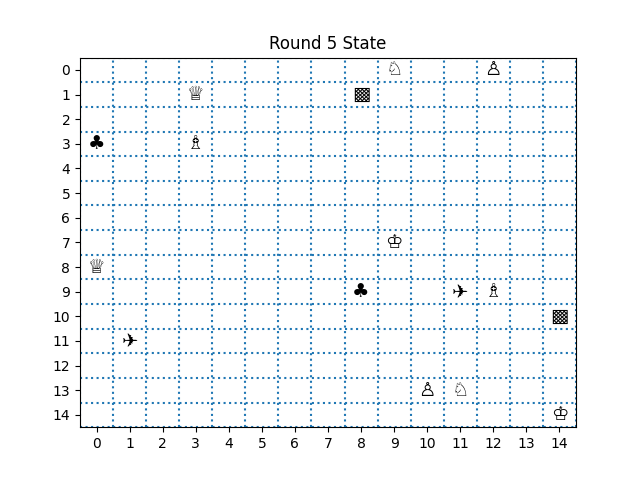 Round 5 State
0 ♘ ♙
1 ♕ ▩
2
3 ♣ ♗
4
5
6
7 ♔
8 ♕
9 ♣ ✈ ♗
10 ▩
11 ✈
12
13 ♙ ♘
14 ♔
0 1 2 3 4 5 6 7 8 9 10 11 12 13 14